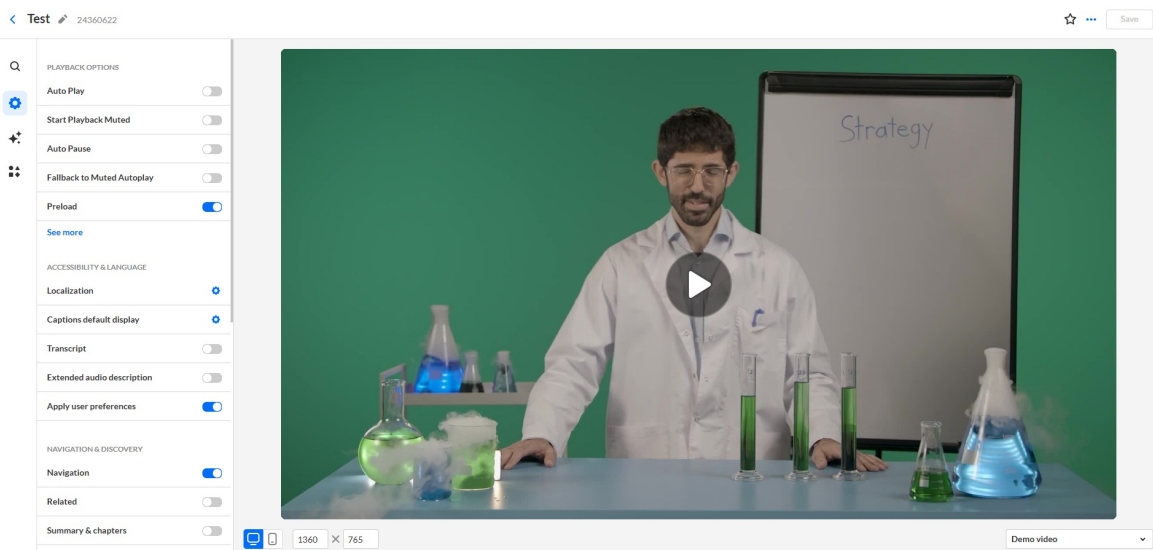 Test 24360622
Save
PLAYBACK OPTIONS
Auto Play
Start Playback Muted
Auto Pause
Fallback to Muted Autoplay
Preload
See more
ACCESSIBILITY & LANGUAGE
Localization
Captions default display
Transcript
Extended audio description
Apply user preferences
NAVIGATION & DISCOVERY
Navigation
Related
Summary & chapters
Strategy
1360 X 765
Demo video